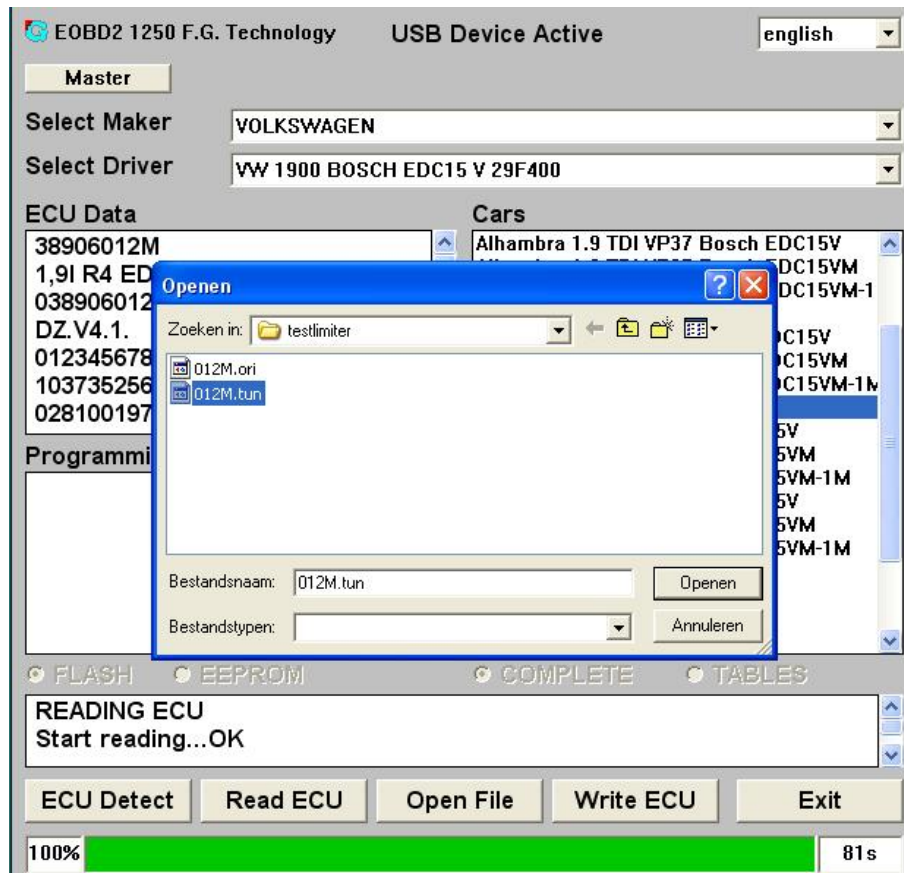 EOBD2 1250 F.G. Technology USB Device Active english
Master
Select Maker VOLKSWAGEN
Select Driver VW 1900 BOSCH EDC15 V 29F400
ECU Data
Cars
38906012M
1,9l R4 ED
038906012
DZ.V4.1.
012345678
103735256
028100197
Alhambra 1.9 TDI VP37 Bosch EDC15V
DC15VM
DC15VM-1
DC15V
DC15VM
DC15VM-1M
5V
5VM
5VM-1M
5V
5VM
5VM-1M
Openen
Zoeken in: testlimiter
012M.ori
012M.tun
Bestandsnaam: 012M.tun Openen
Bestandstypen: Annuleren
Programmi
FLASH EEPROM COMPLETE TABLES
READING ECU
Start reading...OK
ECU Detect Read ECU Open File Write ECU Exit
100% 81s